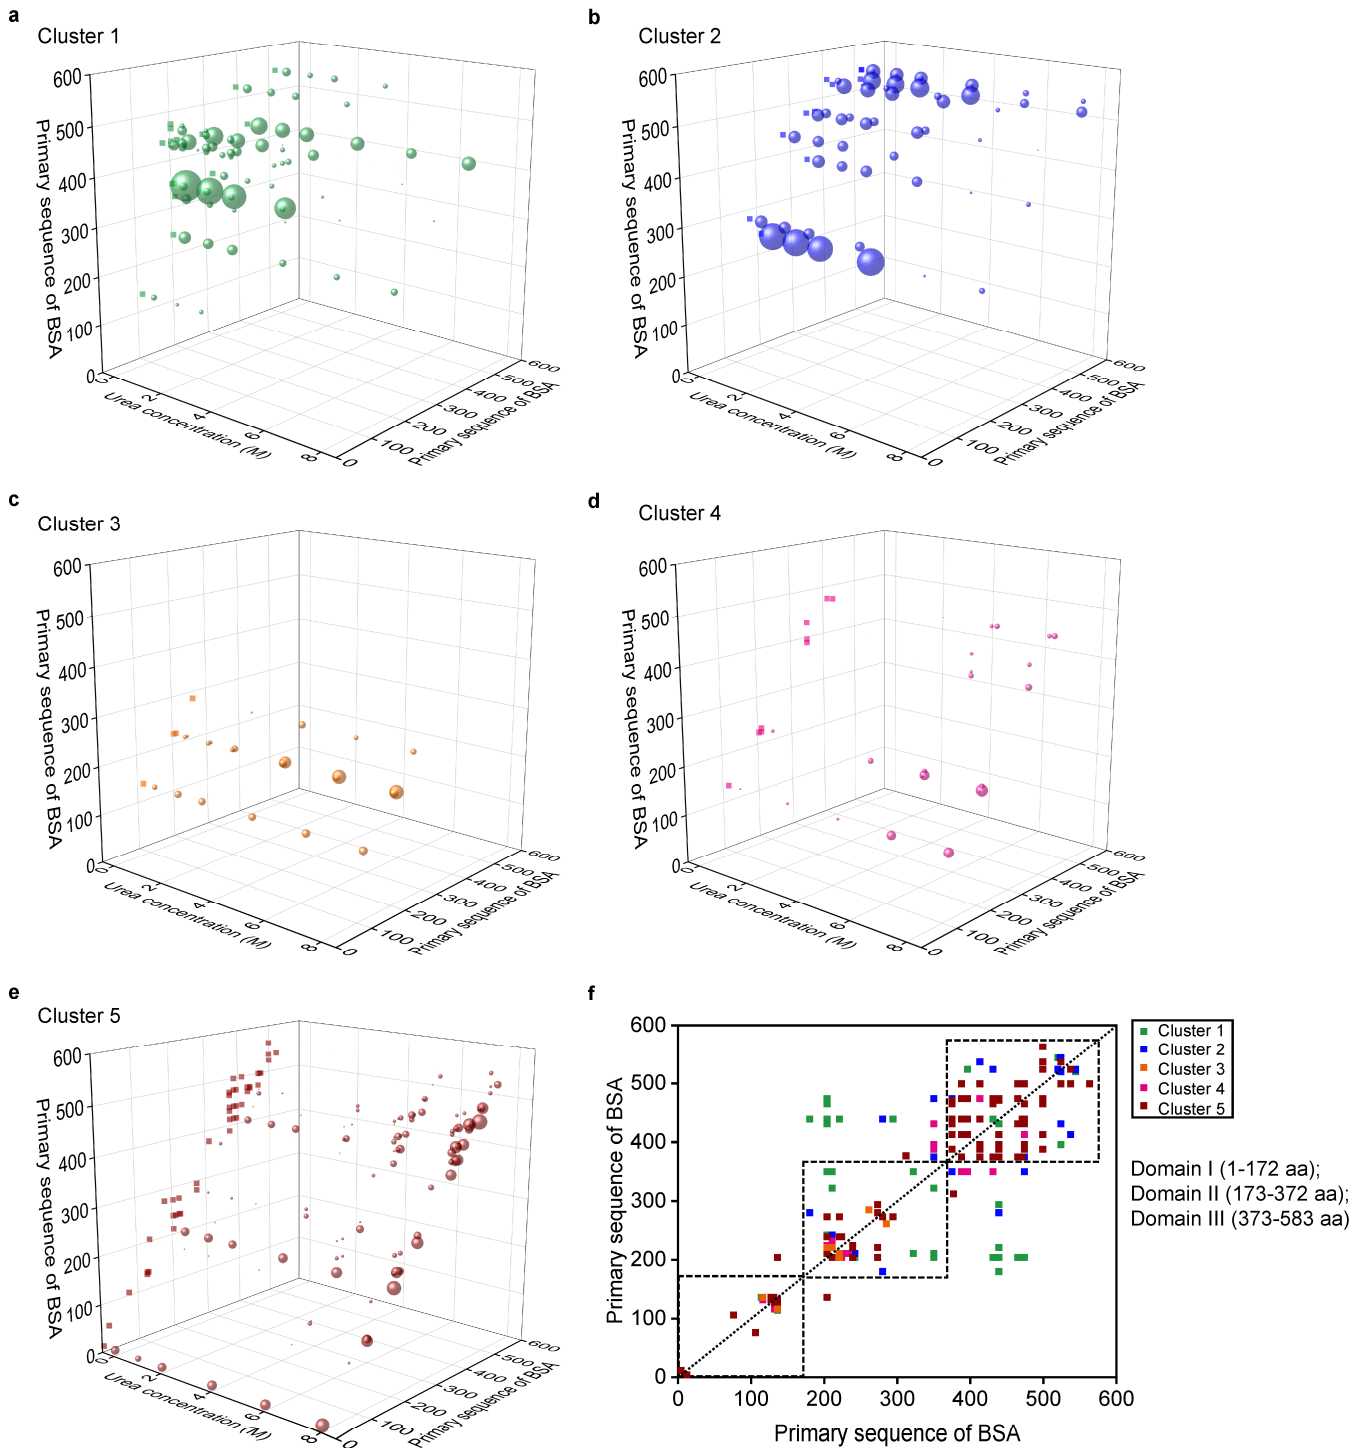 a
Cluster 1
600
500
400
300
200
100
0
Primary sequence of BSA
0
2
4
6
8
Urea concentration (M)
0
100
200
300
400
500
600
Primary sequence of BSA
b
Cluster 2
600
500
400
300
200
100
0
Primary sequence of BSA
0
2
4
6
8
Urea concentration (M)
0
100
200
300
400
500
600
Primary sequence of BSA
c
Cluster 3
600
500
400
300
200
100
0
Primary sequence of BSA
0
2
4
6
8
Urea concentration (M)
0
100
200
300
400
500
600
Primary sequence of BSA
d
Cluster 4
600
500
400
300
200
100
0
Primary sequence of BSA
0
2
4
6
8
Urea concentration (M)
0
100
200
300
400
500
600
Primary sequence of BSA
e
Cluster 5
600
500
400
300
200
100
0
Primary sequence of BSA
0
2
4
6
8
Urea concentration (M)
0
100
200
300
400
500
600
Primary sequence of BSA
f
600
500
400
300
200
100
0
Primary sequence of BSA
0 100 200 300 400 500 600
Primary sequence of BSA
Cluster 1
Cluster 2
Cluster 3
Cluster 4
Cluster 5
Domain I (1-172 aa);
Domain II (173-372 aa);
Domain III (373-583 aa)